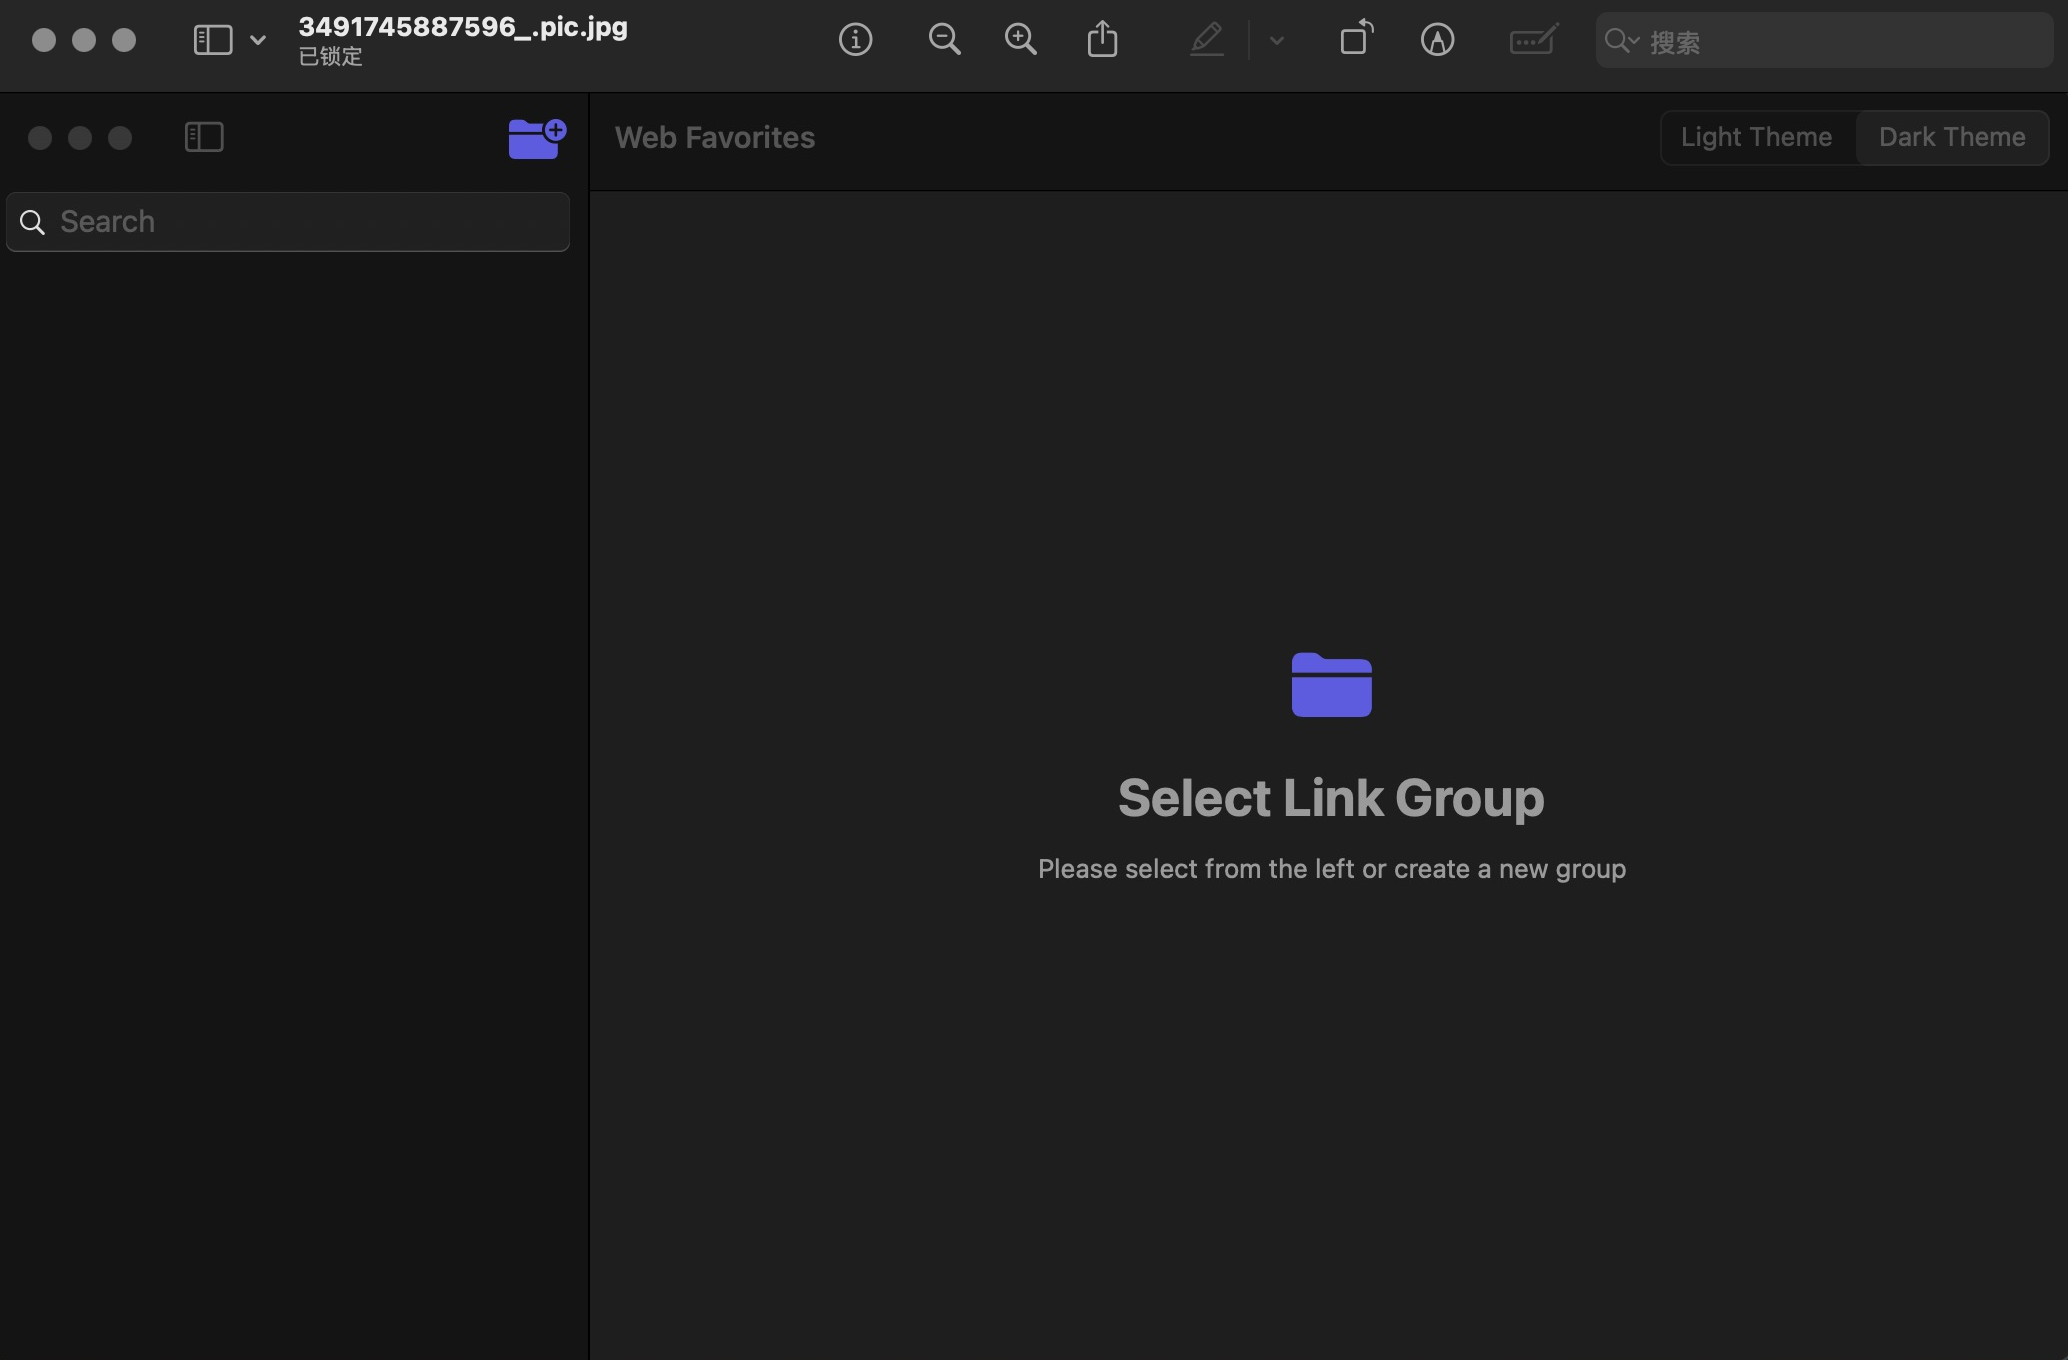 3491745887596_.pic.jpg
已锁定
搜索
Web Favorites
Light Theme
Dark Theme
Search
Select Link Group
Please select from the left or create a new group